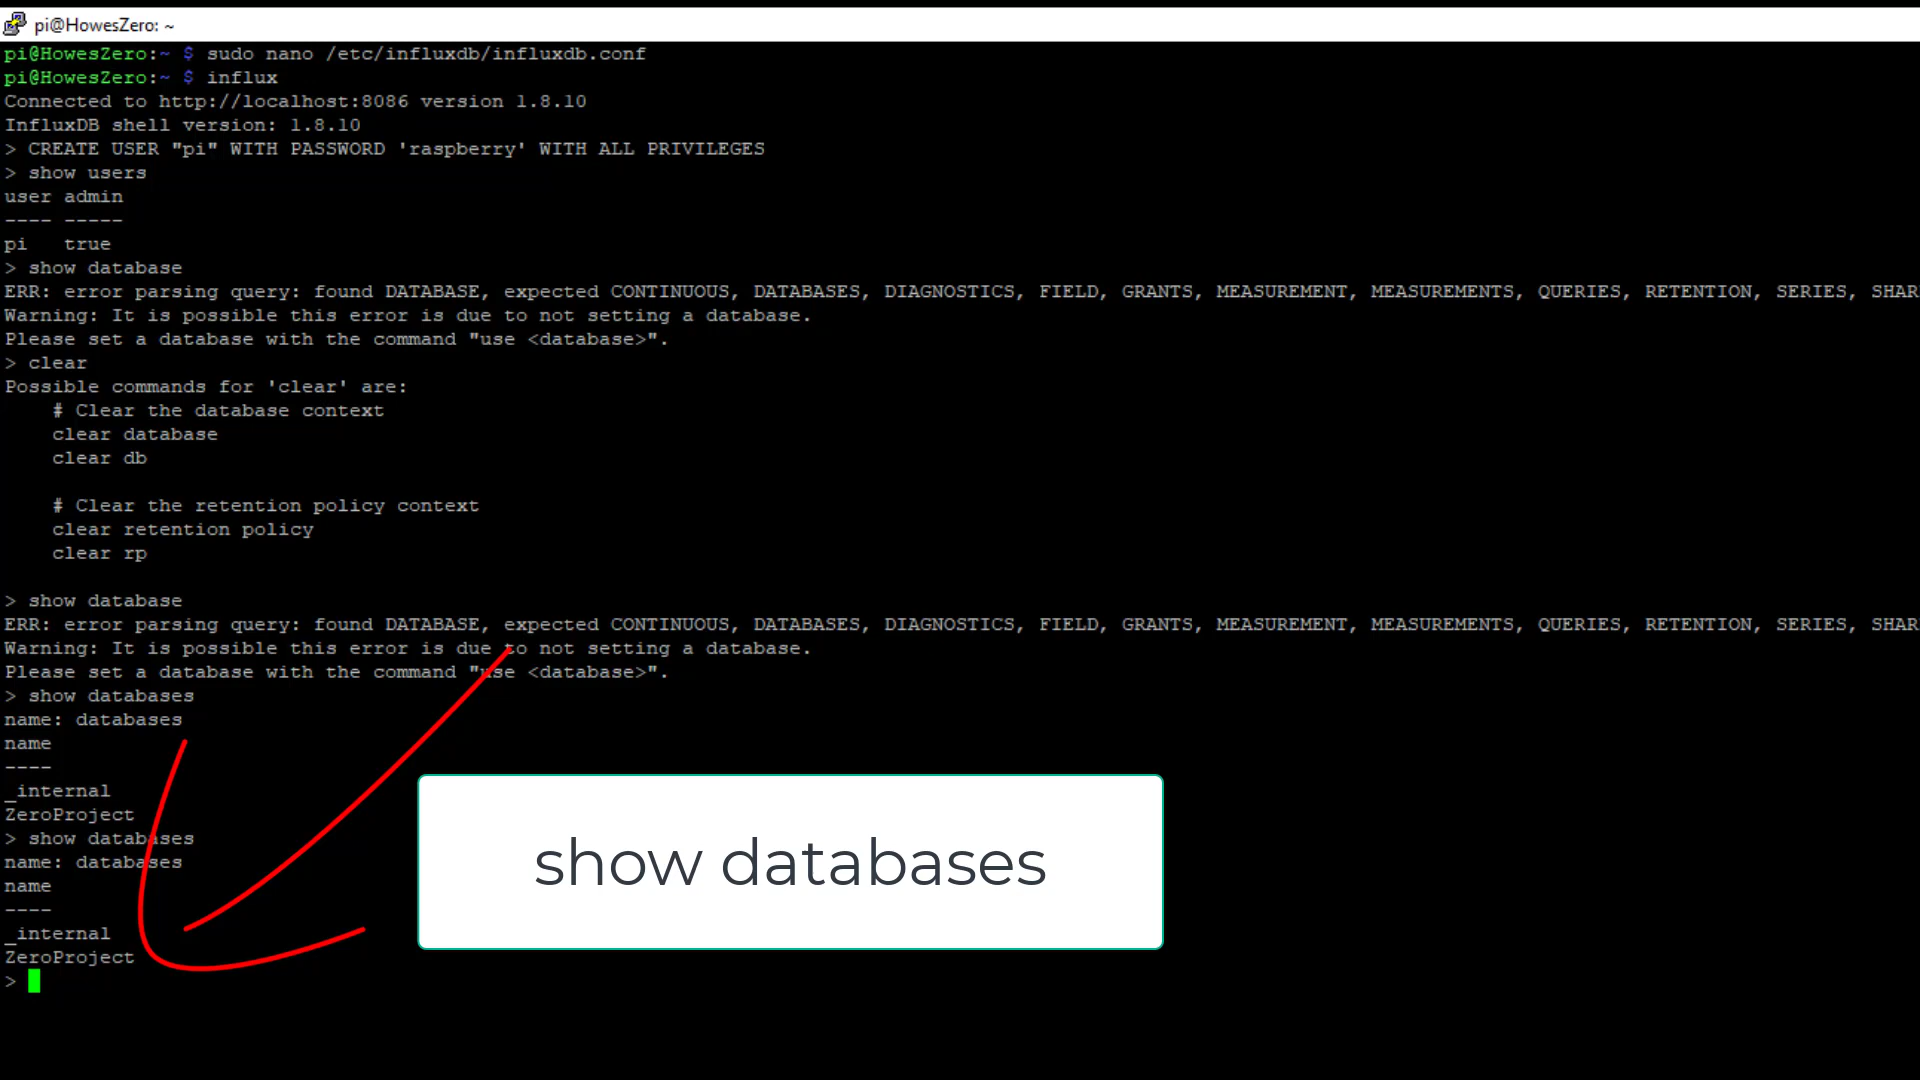 pi@HowesZero: ~
pi@HowesZero:~ $ sudo nano /etc/influxdb/influxdb.conf
pi@HowesZero:~ $ influx
Connected to http://localhost:8086 version 1.8.10
InfluxDB shell version: 1.8.10
> CREATE USER "pi" WITH PASSWORD 'raspberry' WITH ALL PRIVILEGES
> show users
user admin
---- -----
pi   true
> show database
ERR: error parsing query: found DATABASE, expected CONTINUOUS, DATABASES, DIAGNOSTICS, FIELD, GRANTS, MEASUREMENT, MEASUREMENTS, QUERIES, RETENTION, SERIES, SHAR
Warning: It is possible this error is due to not setting a database.
Please set a database with the command "use <database>".
> clear
Possible commands for 'clear' are:
    # Clear the database context
    clear database
    clear db
    # Clear the retention policy context
    clear retention policy
    clear rp
> show database
ERR: error parsing query: found DATABASE, expected CONTINUOUS, DATABASES, DIAGNOSTICS, FIELD, GRANTS, MEASUREMENT, MEASUREMENTS, QUERIES, RETENTION, SERIES, SHAR
Warning: It is possible this error is due to not setting a database.
Please set a database with the command "use <database>".
> show databases
name: databases
name
----
_internal
ZeroProject
> show databases
name: databases
name
----
_internal
ZeroProject
>
show databases